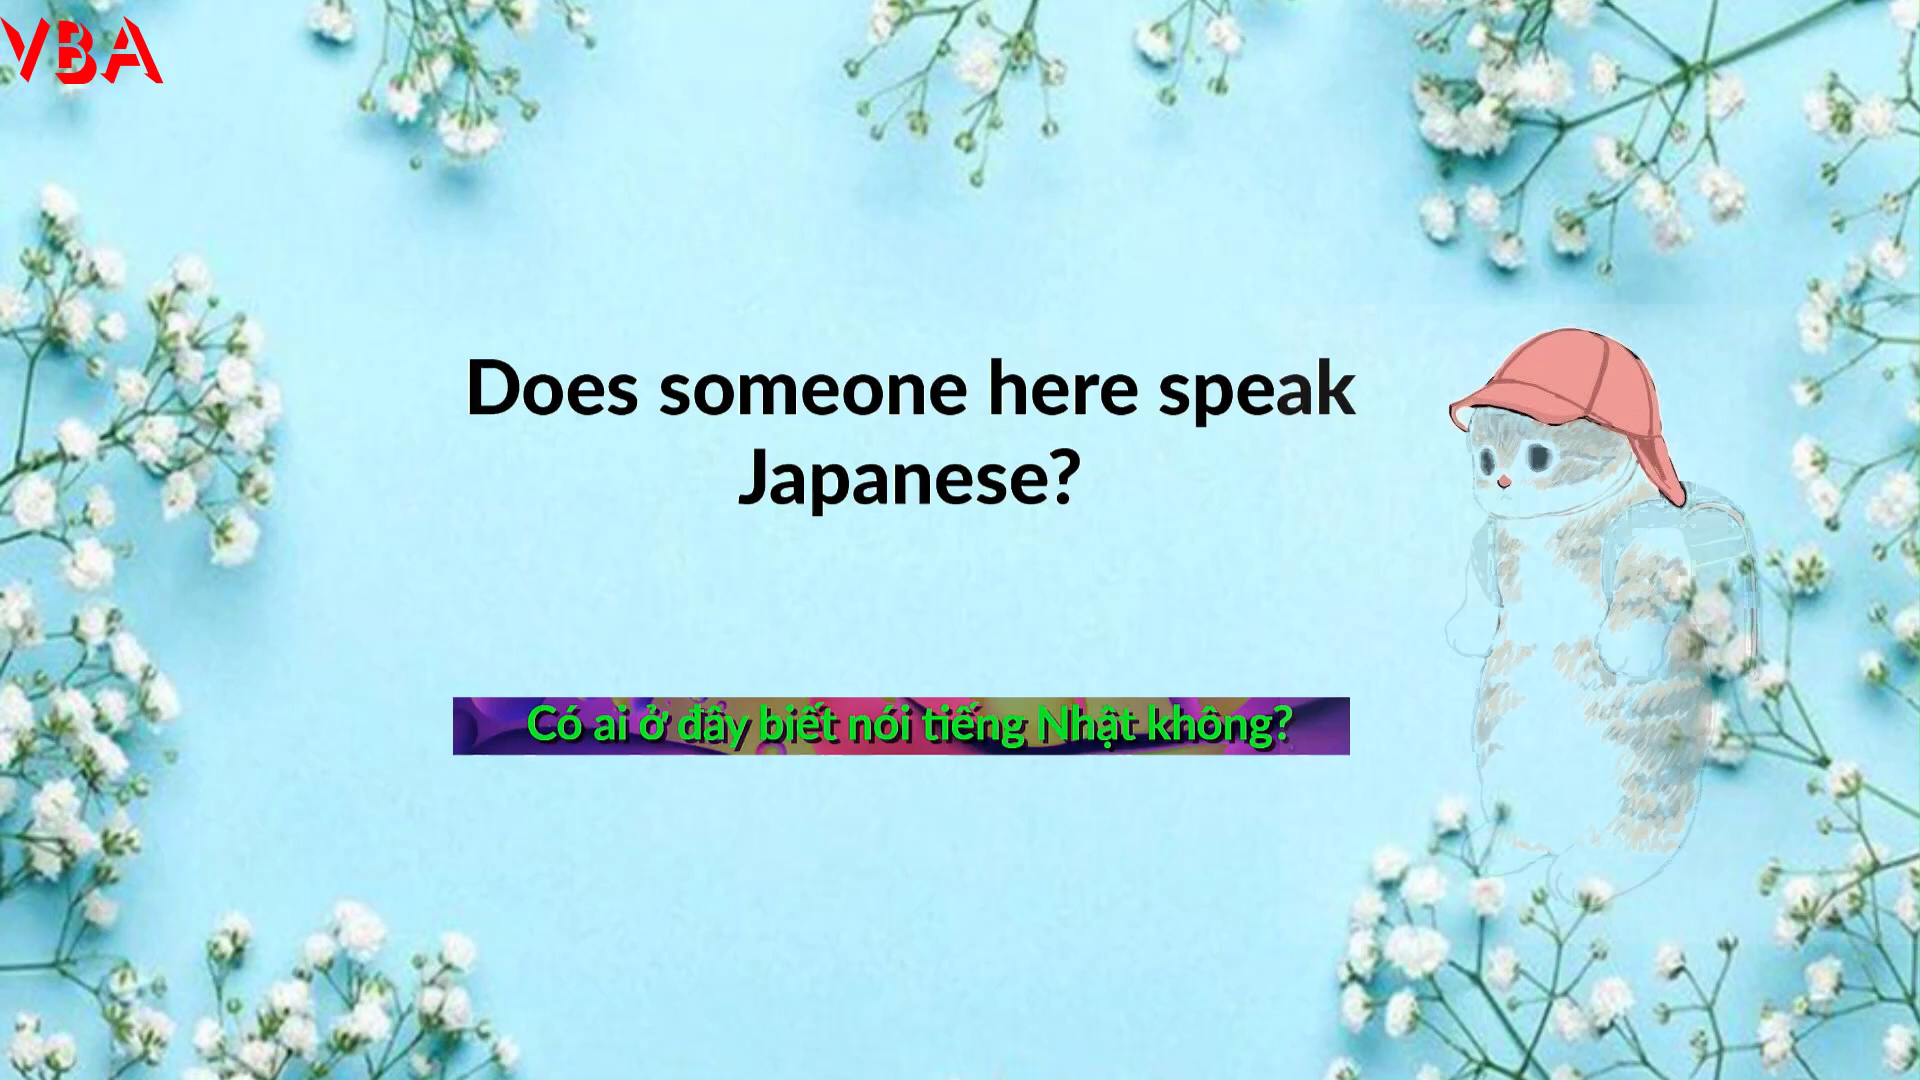 VBA
Does someone here speak
Japanese?
Có ai ở đây biết nói tiếng Nhật không?